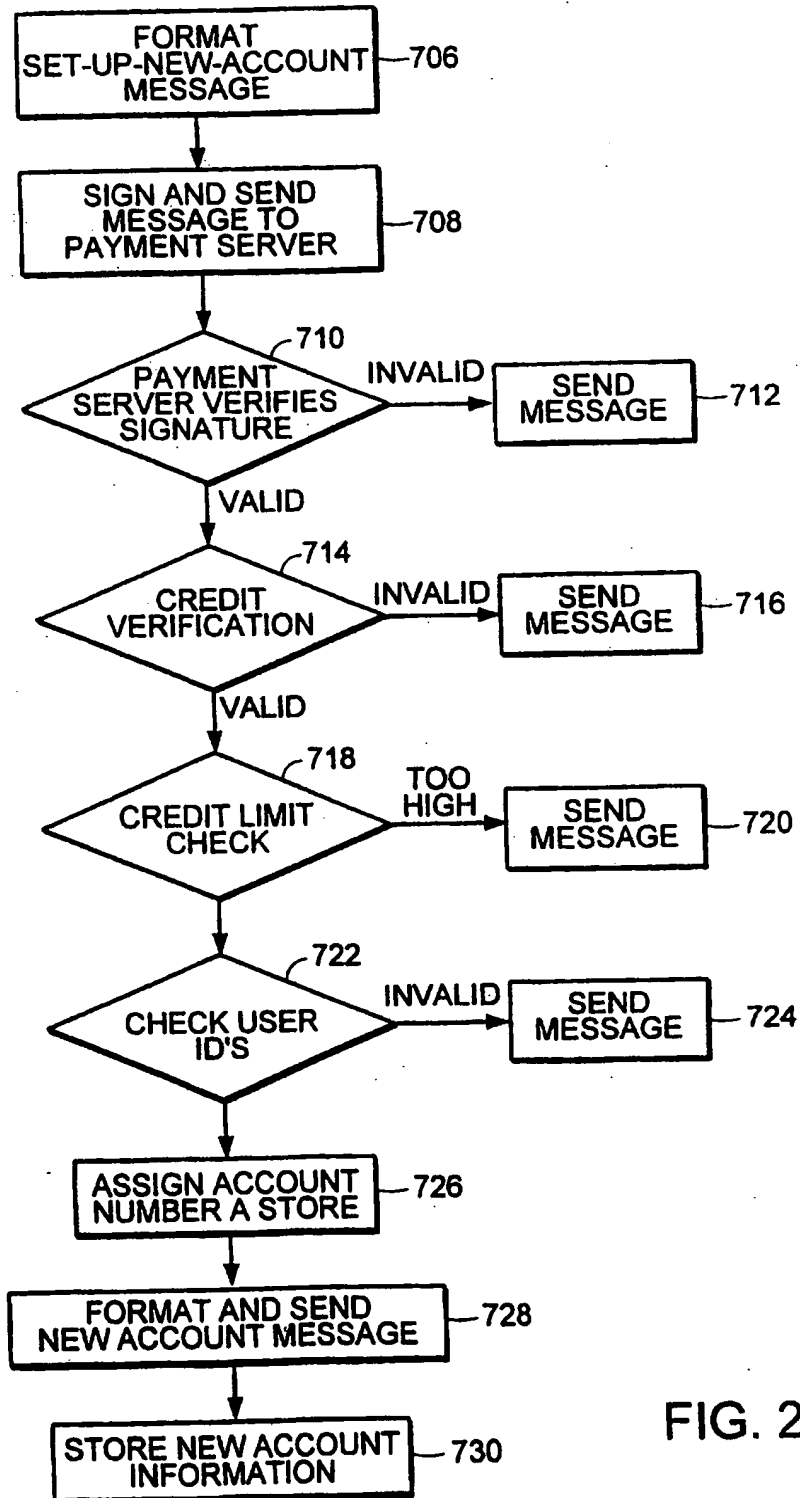 FORMAT
SET-UP-NEW-ACCOUNT
MESSAGE
706
SIGN AND SEND
MESSAGE TO
PAYMENT SERVER
708
710
PAYMENT
SERVER VERIFIES
SIGNATURE
INVALID
SEND
MESSAGE
712
VALID
714
CREDIT
VERIFICATION
INVALID
SEND
MESSAGE
716
VALID
718
CREDIT LIMIT
CHECK
TOO
HIGH
SEND
MESSAGE
720
722
CHECK USER
ID'S
INVALID
SEND
MESSAGE
724
ASSIGN ACCOUNT
NUMBER A STORE
726
FORMAT AND SEND
NEW ACCOUNT MESSAGE
728
STORE NEW ACCOUNT
INFORMATION
730
FIG. 2